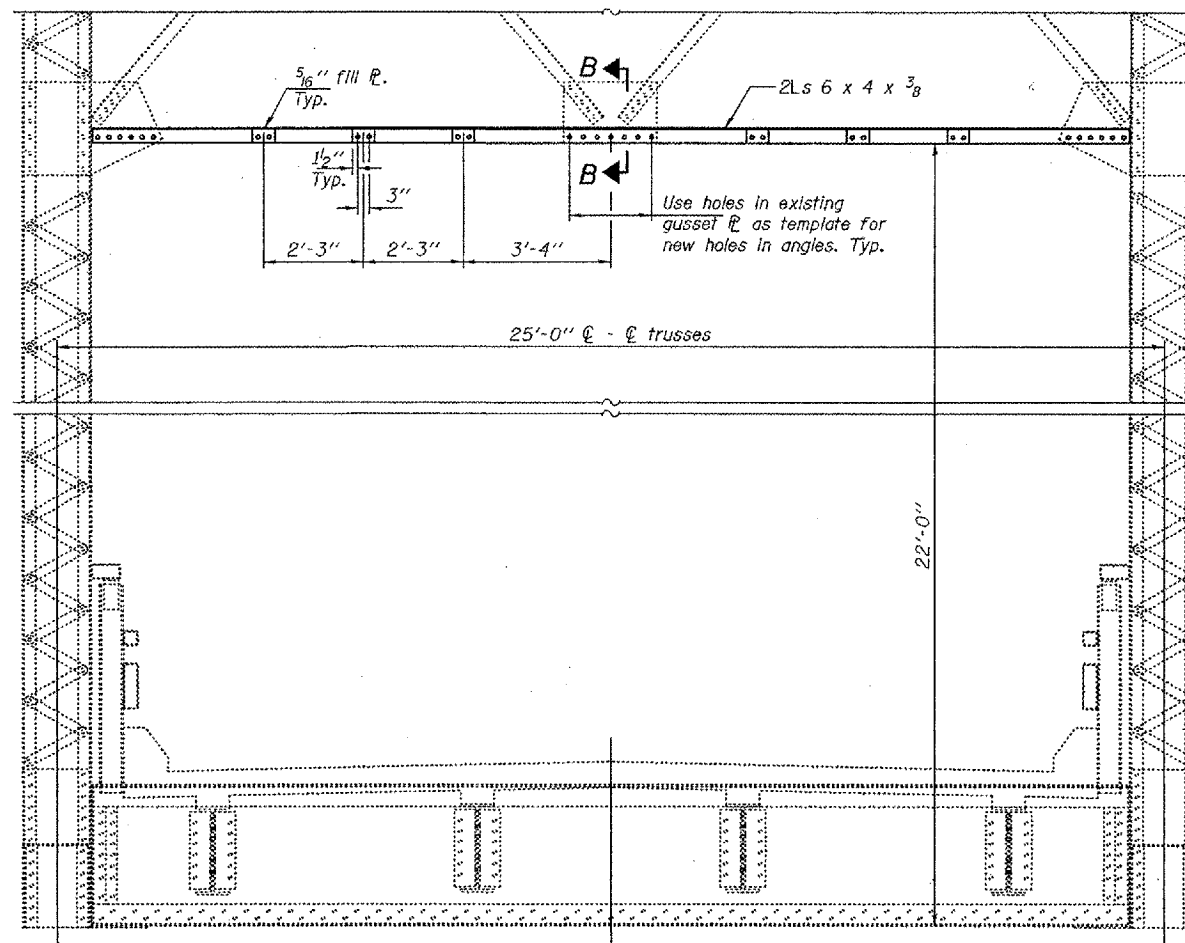 B
5/16" fill ℄.
Typ.
2Ls 6 x 4 x 3/8
1 1/2"
Typ.
3"
B
Use holes in existing
gusset ℄ as template for
new holes in angles. Typ.
2'-3"
2'-3"
3'-4"
25'-0" ℄ - ℄ trusses
22'-0"